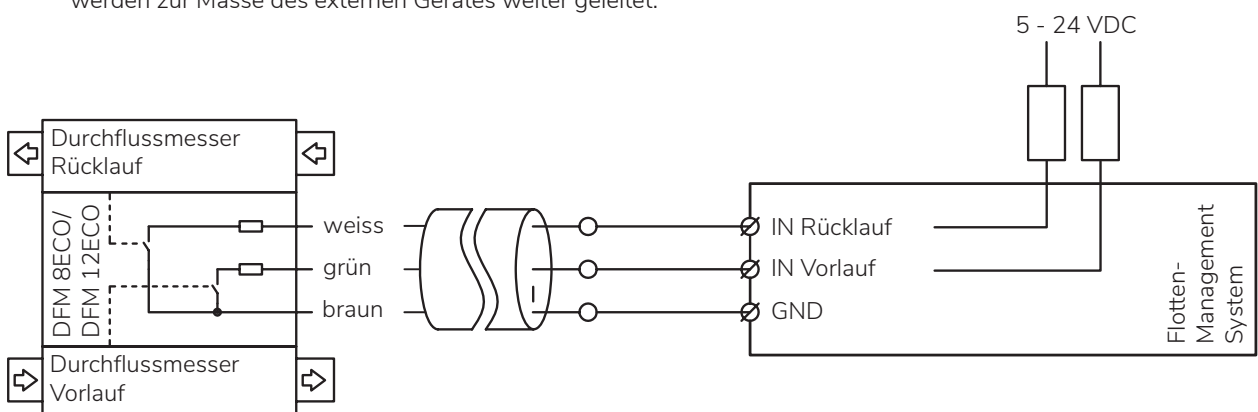 werden zur Masse des externen Gerätes weiter geleitet.
5 - 24 VDC
Durchflussmesser
Rücklauf
DFM 8ECO/
DFM 12ECO
weiss
grün
braun
IN Rücklauf
IN Vorlauf
GND
Flotten-
Management
System
Durchflussmesser
Vorlauf